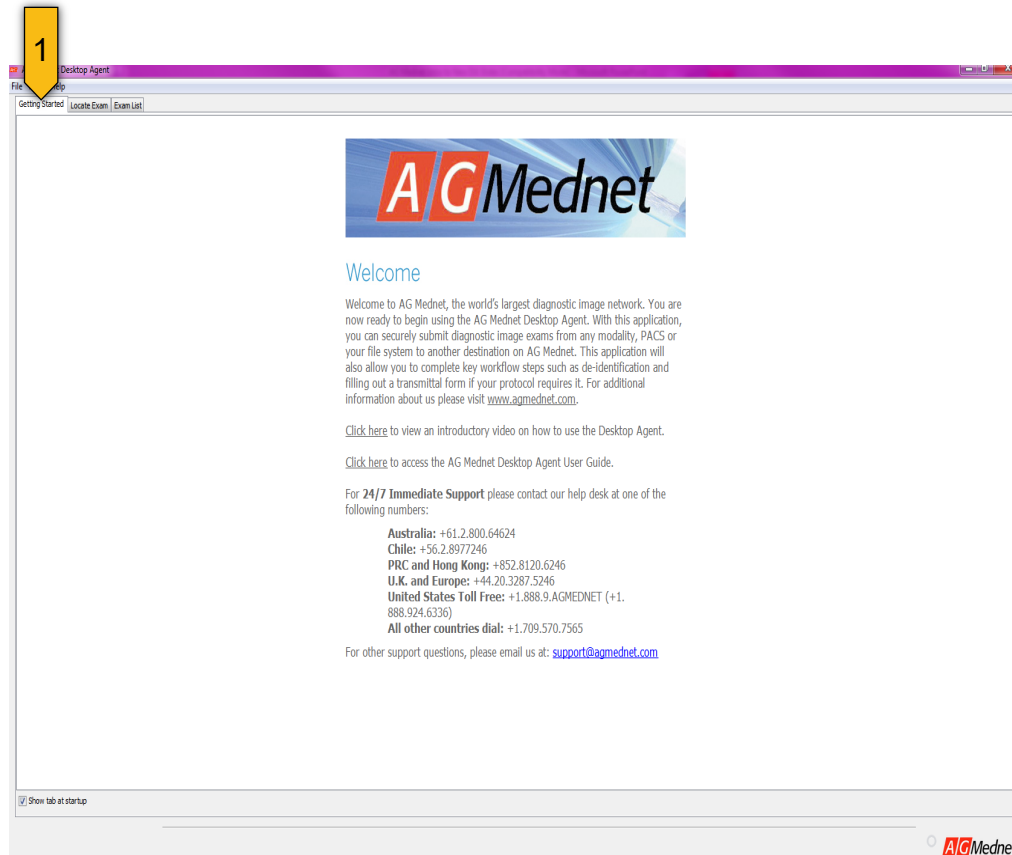 1
Desktop Agent
File Help
Getting Started Locate Exam Exam List
AG Mednet
Welcome
Welcome to AG Mednet, the world's largest diagnostic image network. You are
now ready to begin using the AG Mednet Desktop Agent. With this application,
you can securely submit diagnostic image exams from any modality, PACS or
your file system to another destination on AG Mednet. This application will
also allow you to complete key workflow steps such as de-identification and
filling out a transmittal form if your protocol requires it. For additional
information about us please visit www.agmednet.com.
Click here to view an introductory video on how to use the Desktop Agent.
Click here to access the AG Mednet Desktop Agent User Guide.
For 24/7 Immediate Support please contact our help desk at one of the
following numbers:
Australia: +61.2.800.64624
Chile: +56.2.8977246
PRC and Hong Kong: +852.8120.6246
U.K. and Europe: +44.20.3287.5246
United States Toll Free: +1.888.9.AGMEDNET (+1.
888.924.6336)
All other countries dial: +1.709.570.7565
For other support questions, please email us at: support@agmednet.com
Show tab at startup
AG Medne